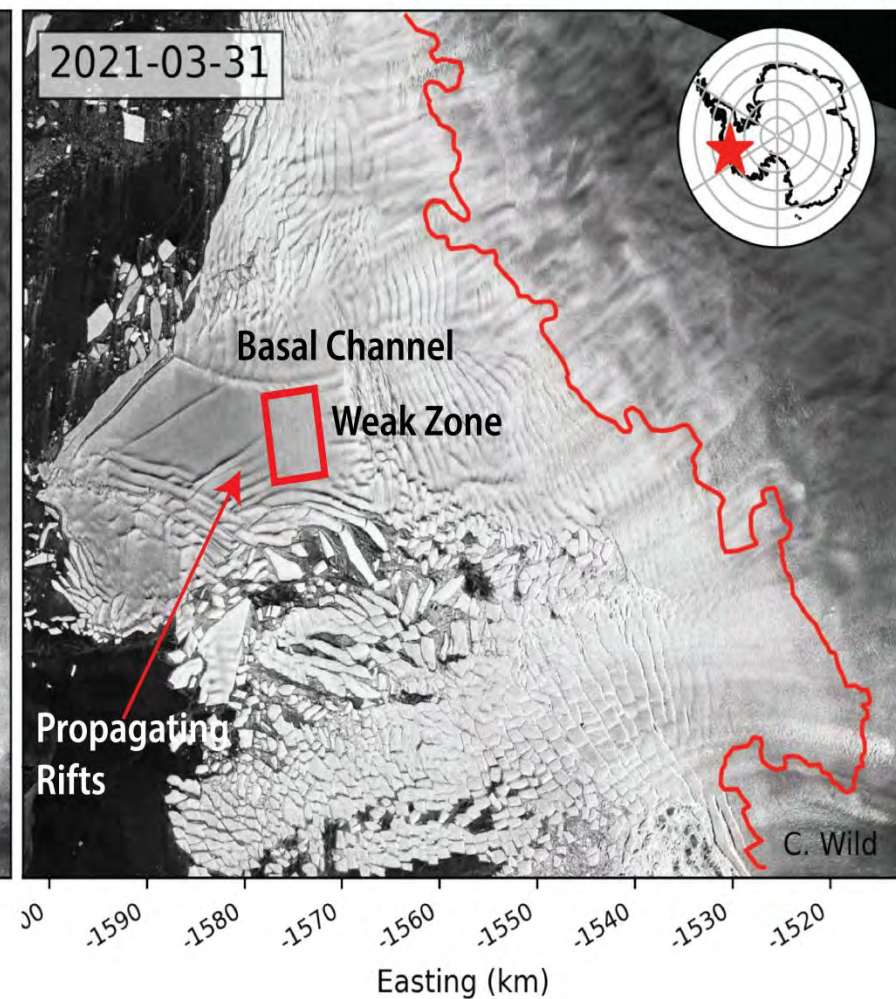 2021-03-31
Basal Channel
Weak Zone
Propagating
Rifts
C. Wild
00
-1590
-1580
-1570
-1560
-1550
-1540
-1530
-1520
Easting (km)